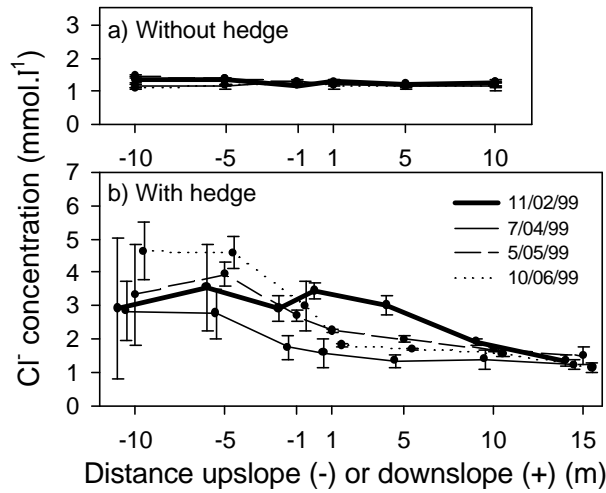 a) Without hedge
3
2
1
0
-10 -5 -1 1 5 10
Cl⁻ concentration (mmol.l¹)
b) With hedge
7
6
5
4
3
2
1
0
11/02/99
7/04/99
5/05/99
10/06/99
-10 -5 -1 1 5 10 15
Distance upslope (-) or downslope (+) (m)